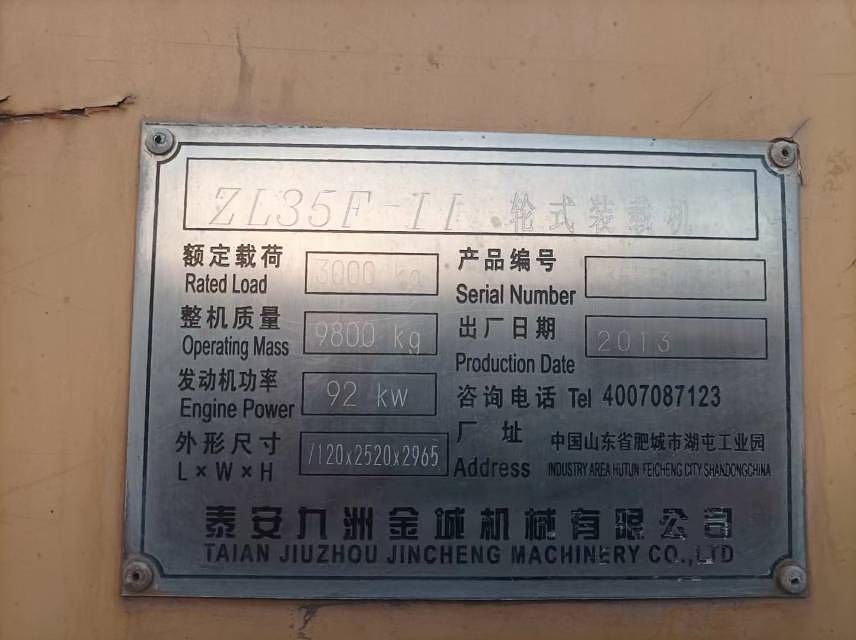 ZL35F-II 轮式装载机
额定载荷 3000 kg 产品编号
Rated Load Serial Number
整机质量 9800 kg 出厂日期 2013
Operating Mass Production Date
发动机功率 92 kw 咨询电话 Tel 4007087123
Engine Power
外形尺寸 7120x2520x2965 厂址 中国山东省肥城市湖屯工业园
L×W×H Address INDUSTRY AREA HUTUN FEICHENG CITY, SHANDONGCHINA
泰安九洲金城机械有限公司
TAIAN JIUZHOU JINCHENG MACHINERY CO.,LTD